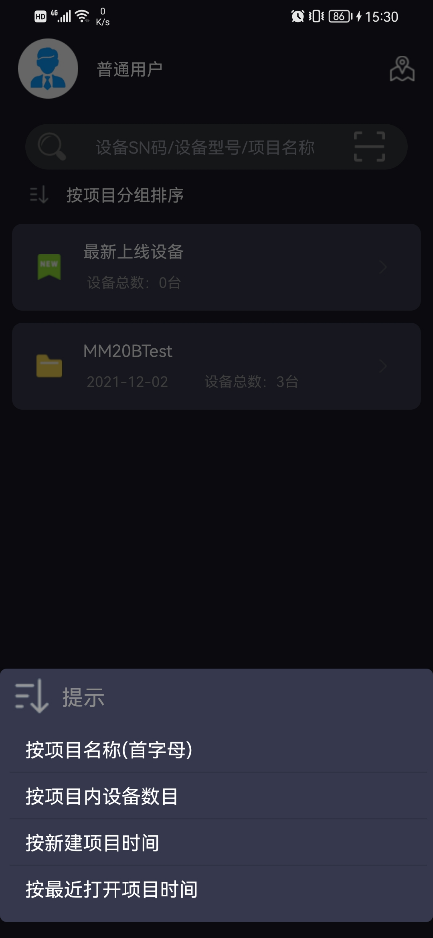 HD 4G 0 K/s 86 15:30
普通用户
设备SN码/设备型号/项目名称
按项目分组排序
NEW
最新上线设备
设备总数：0台
MM20BTest
2021-12-02 设备总数：3台
提示
按项目名称(首字母)
按项目内设备数目
按新建项目时间
按最近打开项目时间